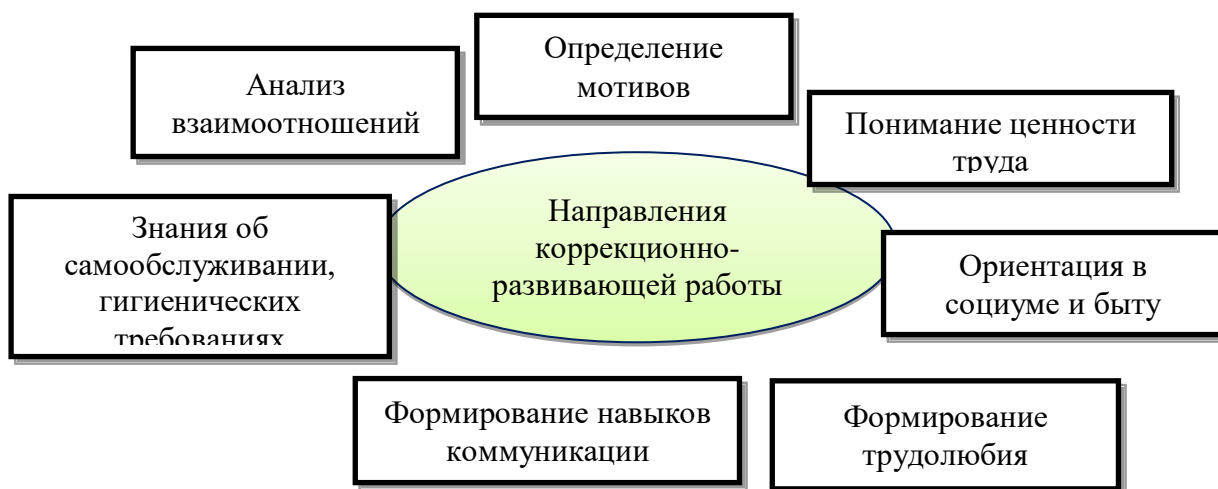 Определение
мотивов
Анализ
взаимоотношений
Понимание ценности
труда
Знания об
самообслуживании,
гигиенических
требованиях
Направления
коррекционно-
развивающей работы
Ориентация в
социуме и быту
Формирование навыков
коммуникации
Формирование
трудолюбия